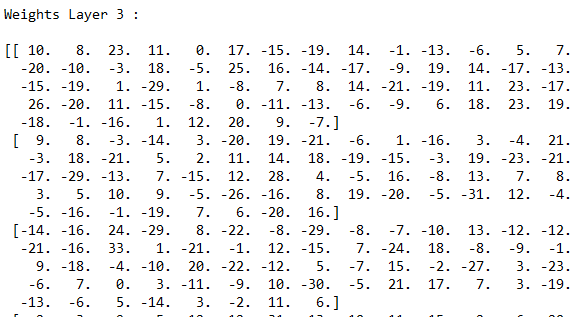 Weights Layer 3 :
[[ 10. 8. 23. 11. 0. 17. -15. -19. 14. -1. -13. -6. 5. 7.
-20. -10. -3. 18. -5. 25. 16. -14. -17. -9. 19. 14. -17. -13.
-15. -19. 1. -29. 1. -8. 7. 8. 14. -21. -19. 11. 23. -17.
26. -20. 11. -15. -8. 0. -11. -13. -6. -9. 6. 18. 23. 19.
-18. -1. -16. 1. 12. 20. 9. -7.]
[ 9. 8. -3. -14. 3. -20. 19. -21. -6. 1. -16. 3. -4. 21.
-3. 18. -21. 5. 2. 11. 14. 18. -19. -15. -3. 19. -23. -21.
-17. -29. -13. 7. -15. 12. 28. 4. -5. 16. -8. 13. 7. 8.
3. 5. 10. 9. -5. -26. -16. 8. 19. -20. -5. -31. 12. -4.
-5. -16. -1. -19. 7. 6. -20. 16.]
[-14. -16. 24. -29. 8. -22. -8. -29. -8. -7. -10. 13. -12. -12.
-21. -16. 33. 1. -21. -1. 12. -15. 7. -24. 18. -8. -9. -1.
9. -18. -4. -10. 20. -22. -12. 5. -7. 15. -2. -27. 3. -23.
-6. 7. 0. 3. -11. -9. 10. -30. -5. 21. 17. 7. 3. -19.
-13. -6. 5. -14. 3. -2. 11. 6.]